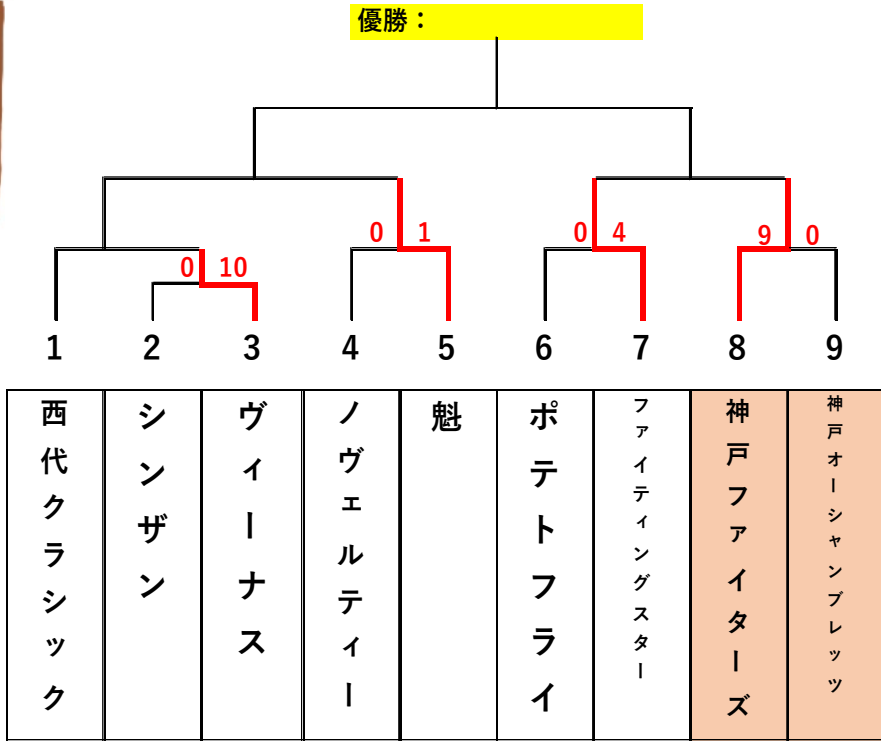 優勝：
0 1
0 4
9 0
0 10
1 2 3 4 5 6 7 8 9
西代クラシック
シンザン
ヴィーナス
ノヴェルティー
魁
ポテトフライ
ファイティングスター
神戸ファイターズ
神戸オーシャンブレッツ